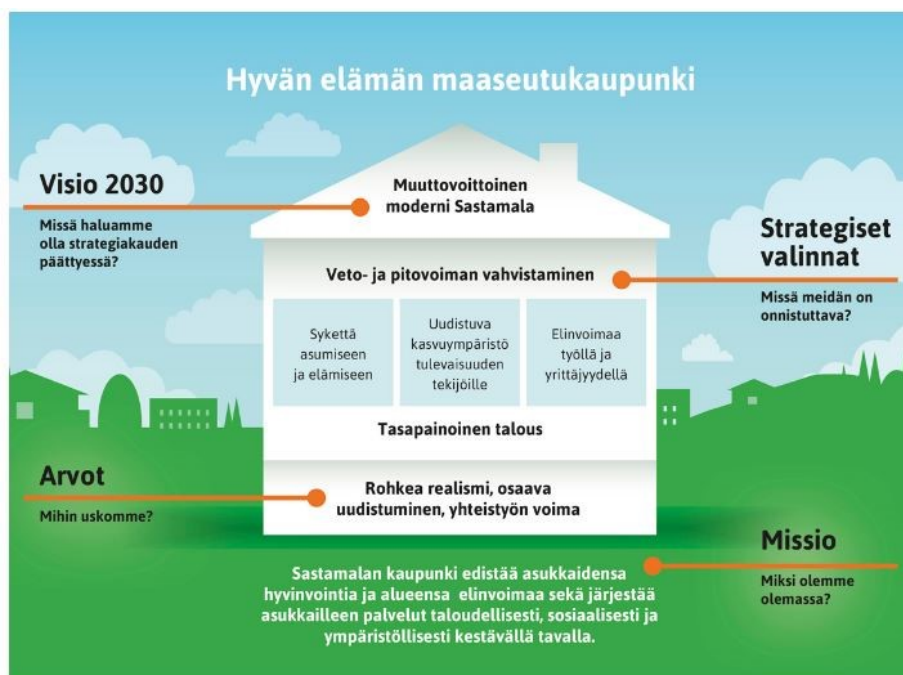 Hyvän elämän maaseutukaupunki
Visio 2030
Missä haluamme
olla strategiakauden
päättyessä?
Muuttovoittoinen
moderni Sastamala
Strategiset
valinnat
Missä meidän on
onnistuttava?
Veto- ja pitovoiman vahvistaminen
Sykettä
asumiseen
ja elämiseen
Uudistuva
kasvuympäristö
tulevaisuuden
tekijöille
Elinvoimaa
työllä ja
yrittäjyydellä
Tasapainoinen talous
Arvot
Mihin uskomme?
Rohkea realismi, osaava
uudistuminen, yhteistyön voima
Missio
Miksi olemme
olemassa?
Sastamalan kaupunki edistää asukkaidensa
hyvinvointia ja alueensa elinvoimaa sekä järjestää
asukkailleen palvelut taloudellisesti, sosiaalisesti ja
ympäristöllisesti kestävällä tavalla.